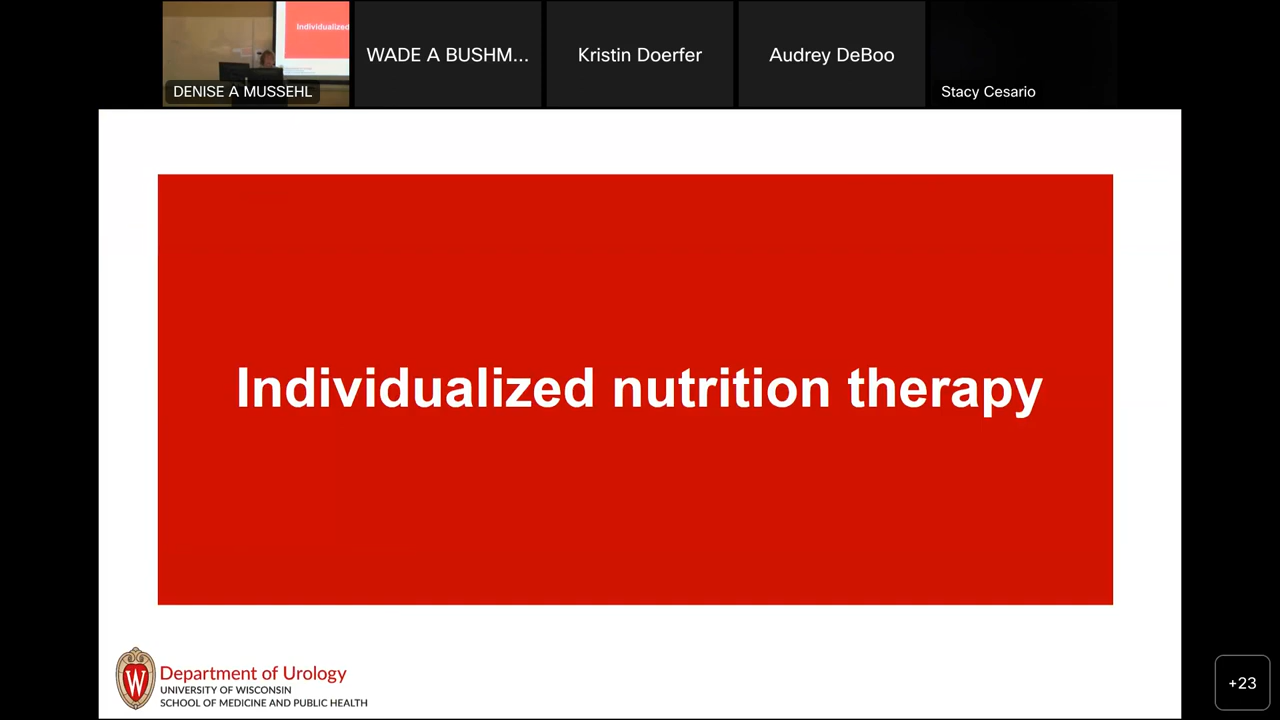 Individualized
DENISE A MUSSEHL
WADE A BUSHM...
Kristin Doerfer
Audrey DeBoo
Stacy Cesario
Individualized nutrition therapy
W
Department of Urology
UNIVERSITY OF WISCONSIN
SCHOOL OF MEDICINE AND PUBLIC HEALTH
+23